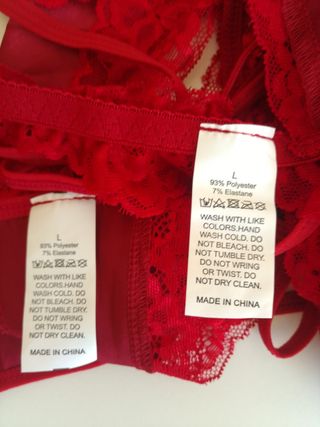 L
93% Polyester
7% Elastane
WASH WITH LIKE
COLORS.HAND
WASH COLD. DO
NOT BLEACH. DO
NOT TUMBLE DRY.
DO NOT WRING
OR TWIST. DO
NOT DRY CLEAN.
MADE IN CHINA
L
93% Polyester
7% Elastane
WASH WITH LIKE
COLORS.HAND
WASH COLD. DO
NOT BLEACH. DO
NOT TUMBLE DRY.
DO NOT WRING
OR TWIST. DO
NOT DRY CLEAN.
MADE IN CHINA